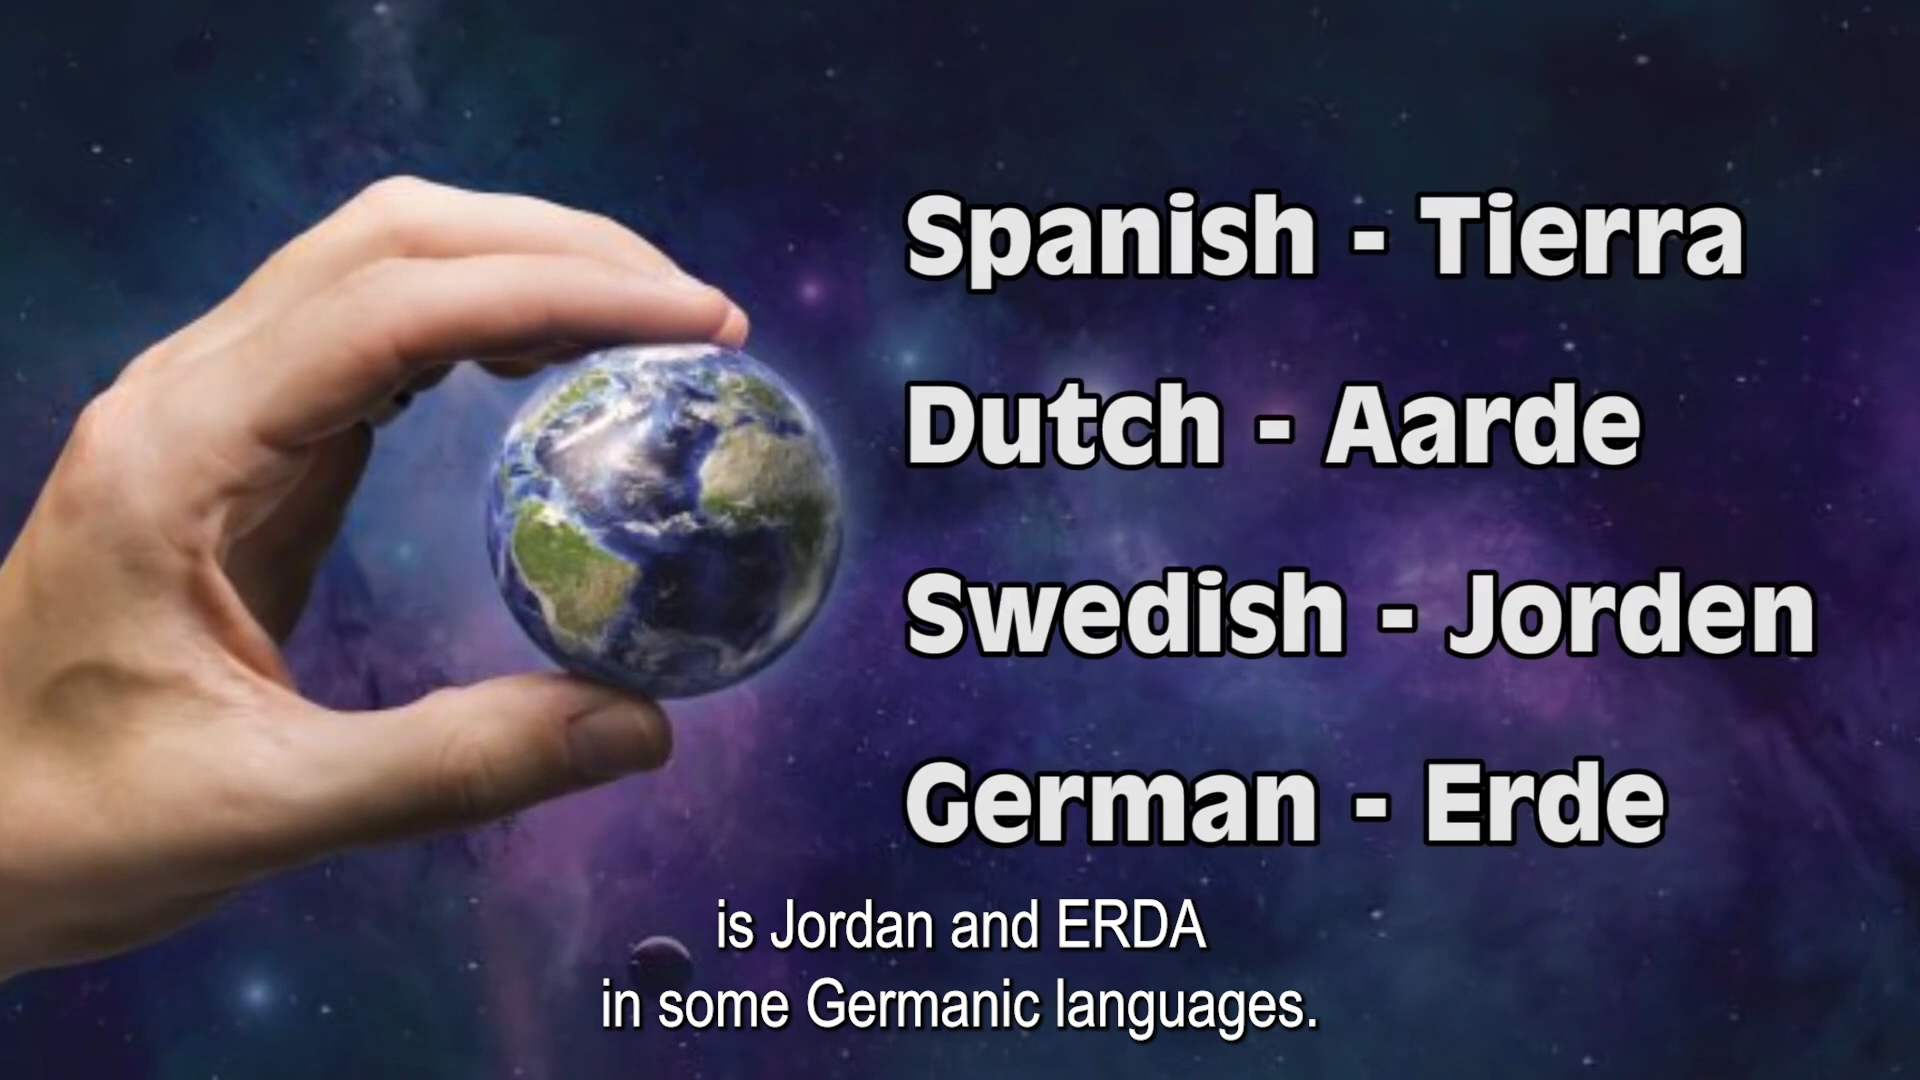 Spanish - Tierra
Dutch - Aarde
Swedish - Jorden
German - Erde
is Jordan and ERDA
in some Germanic languages.